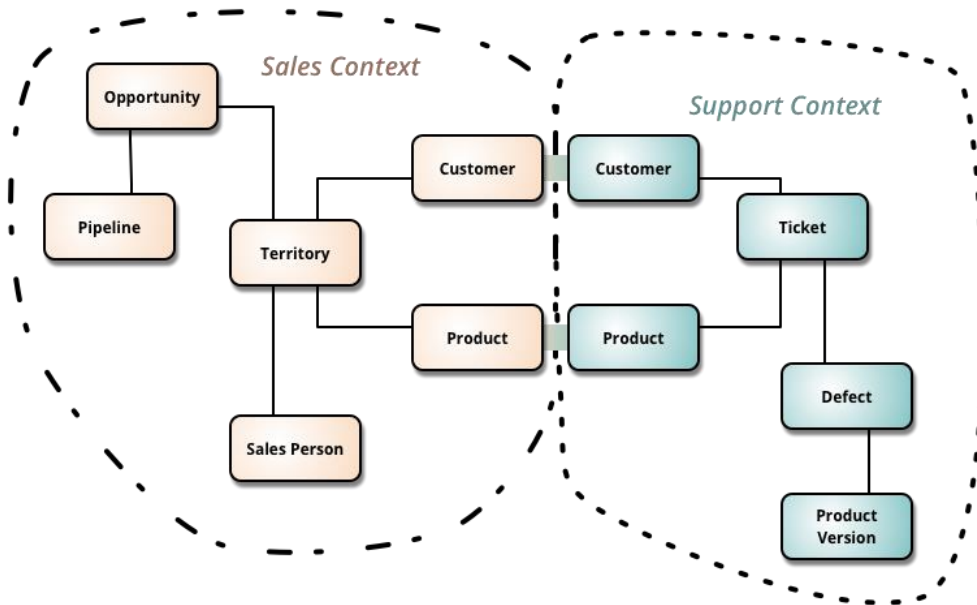 Sales Context
Opportunity
Pipeline
Territory
Customer
Product
Sales Person
Support Context
Customer
Ticket
Product
Defect
Product
Version